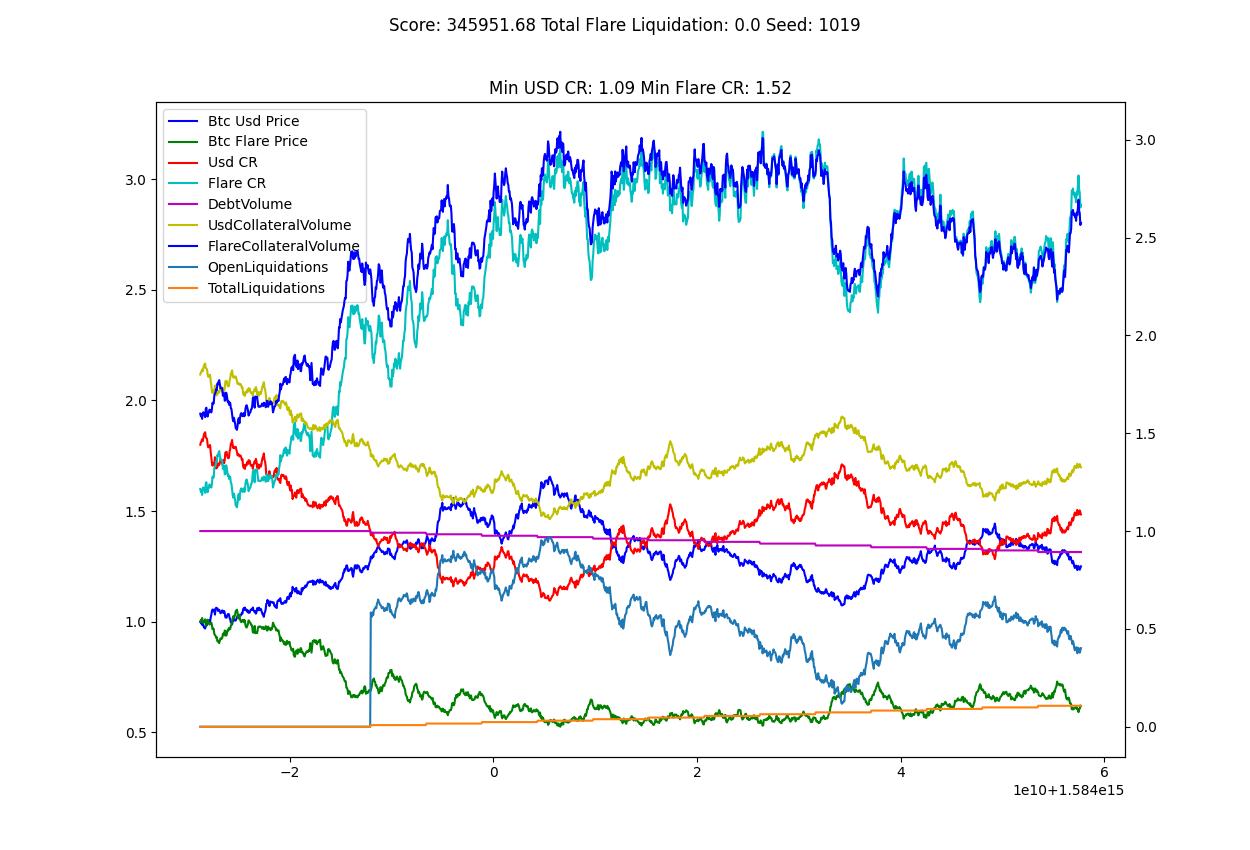 Score: 345951.68 Total Flare Liquidation: 0.0 Seed: 1019
Min USD CR: 1.09 Min Flare CR: 1.52
Btc Usd Price
Btc Flare Price
Usd CR
Flare CR
DebtVolume
UsdCollateralVolume
FlareCollateralVolume
OpenLiquidations
TotalLiquidations
3.0
2.5
2.0
1.5
1.0
0.5
3.0
2.5
2.0
1.5
1.0
0.5
0.0
−2 0 2 4 6
1e10+1.584e15